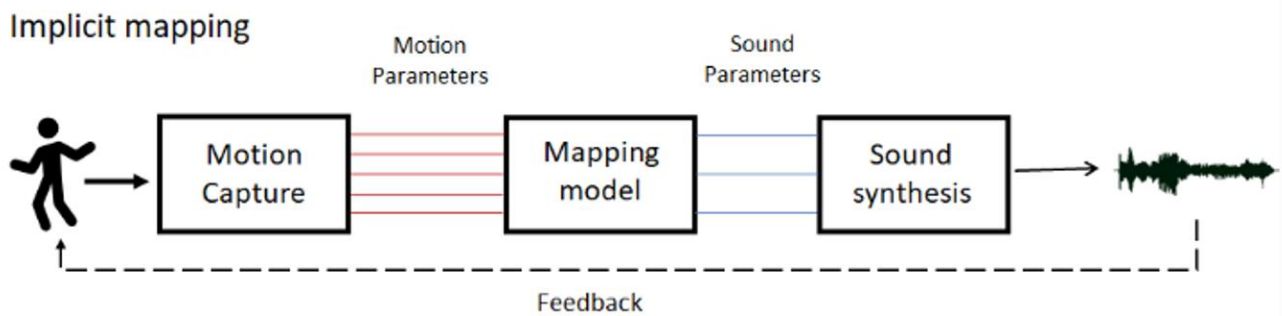 Implicit mapping
Motion
Parameters
Sound
Parameters
Motion
Capture
Mapping
model
Sound
synthesis
Feedback